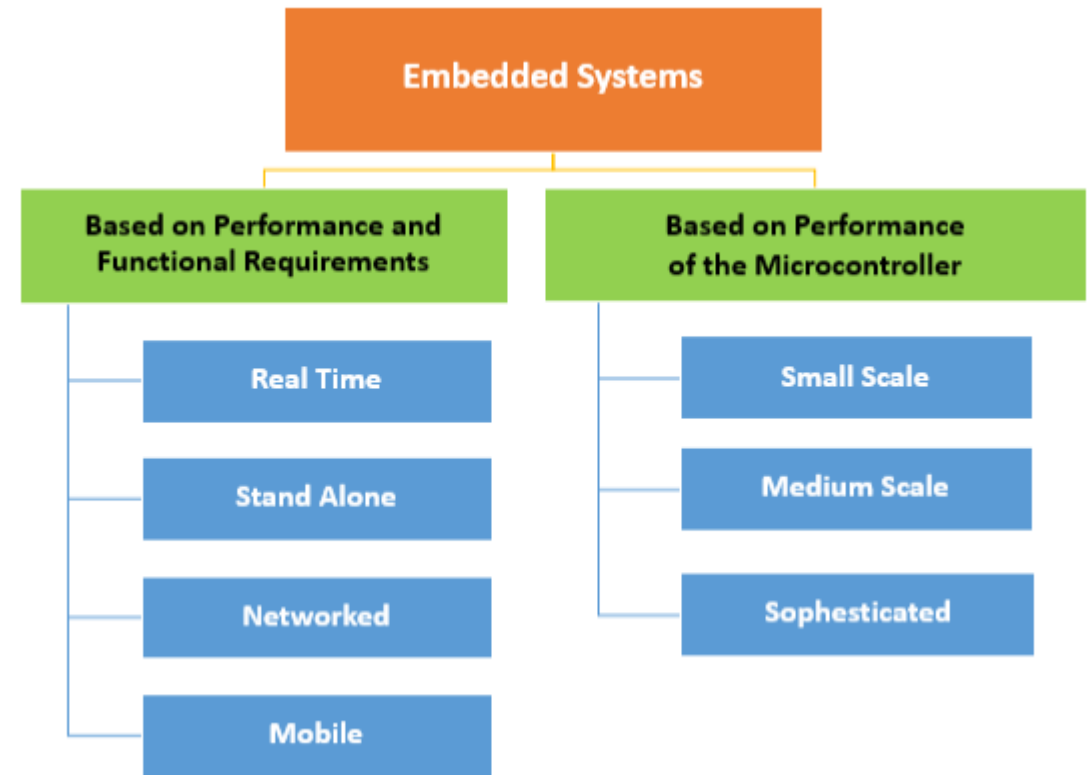 Embedded Systems
Based on Performance and
Functional Requirements
Real Time
Stand Alone
Networked
Mobile
Based on Performance
of the Microcontroller
Small Scale
Medium Scale
Sophesticated